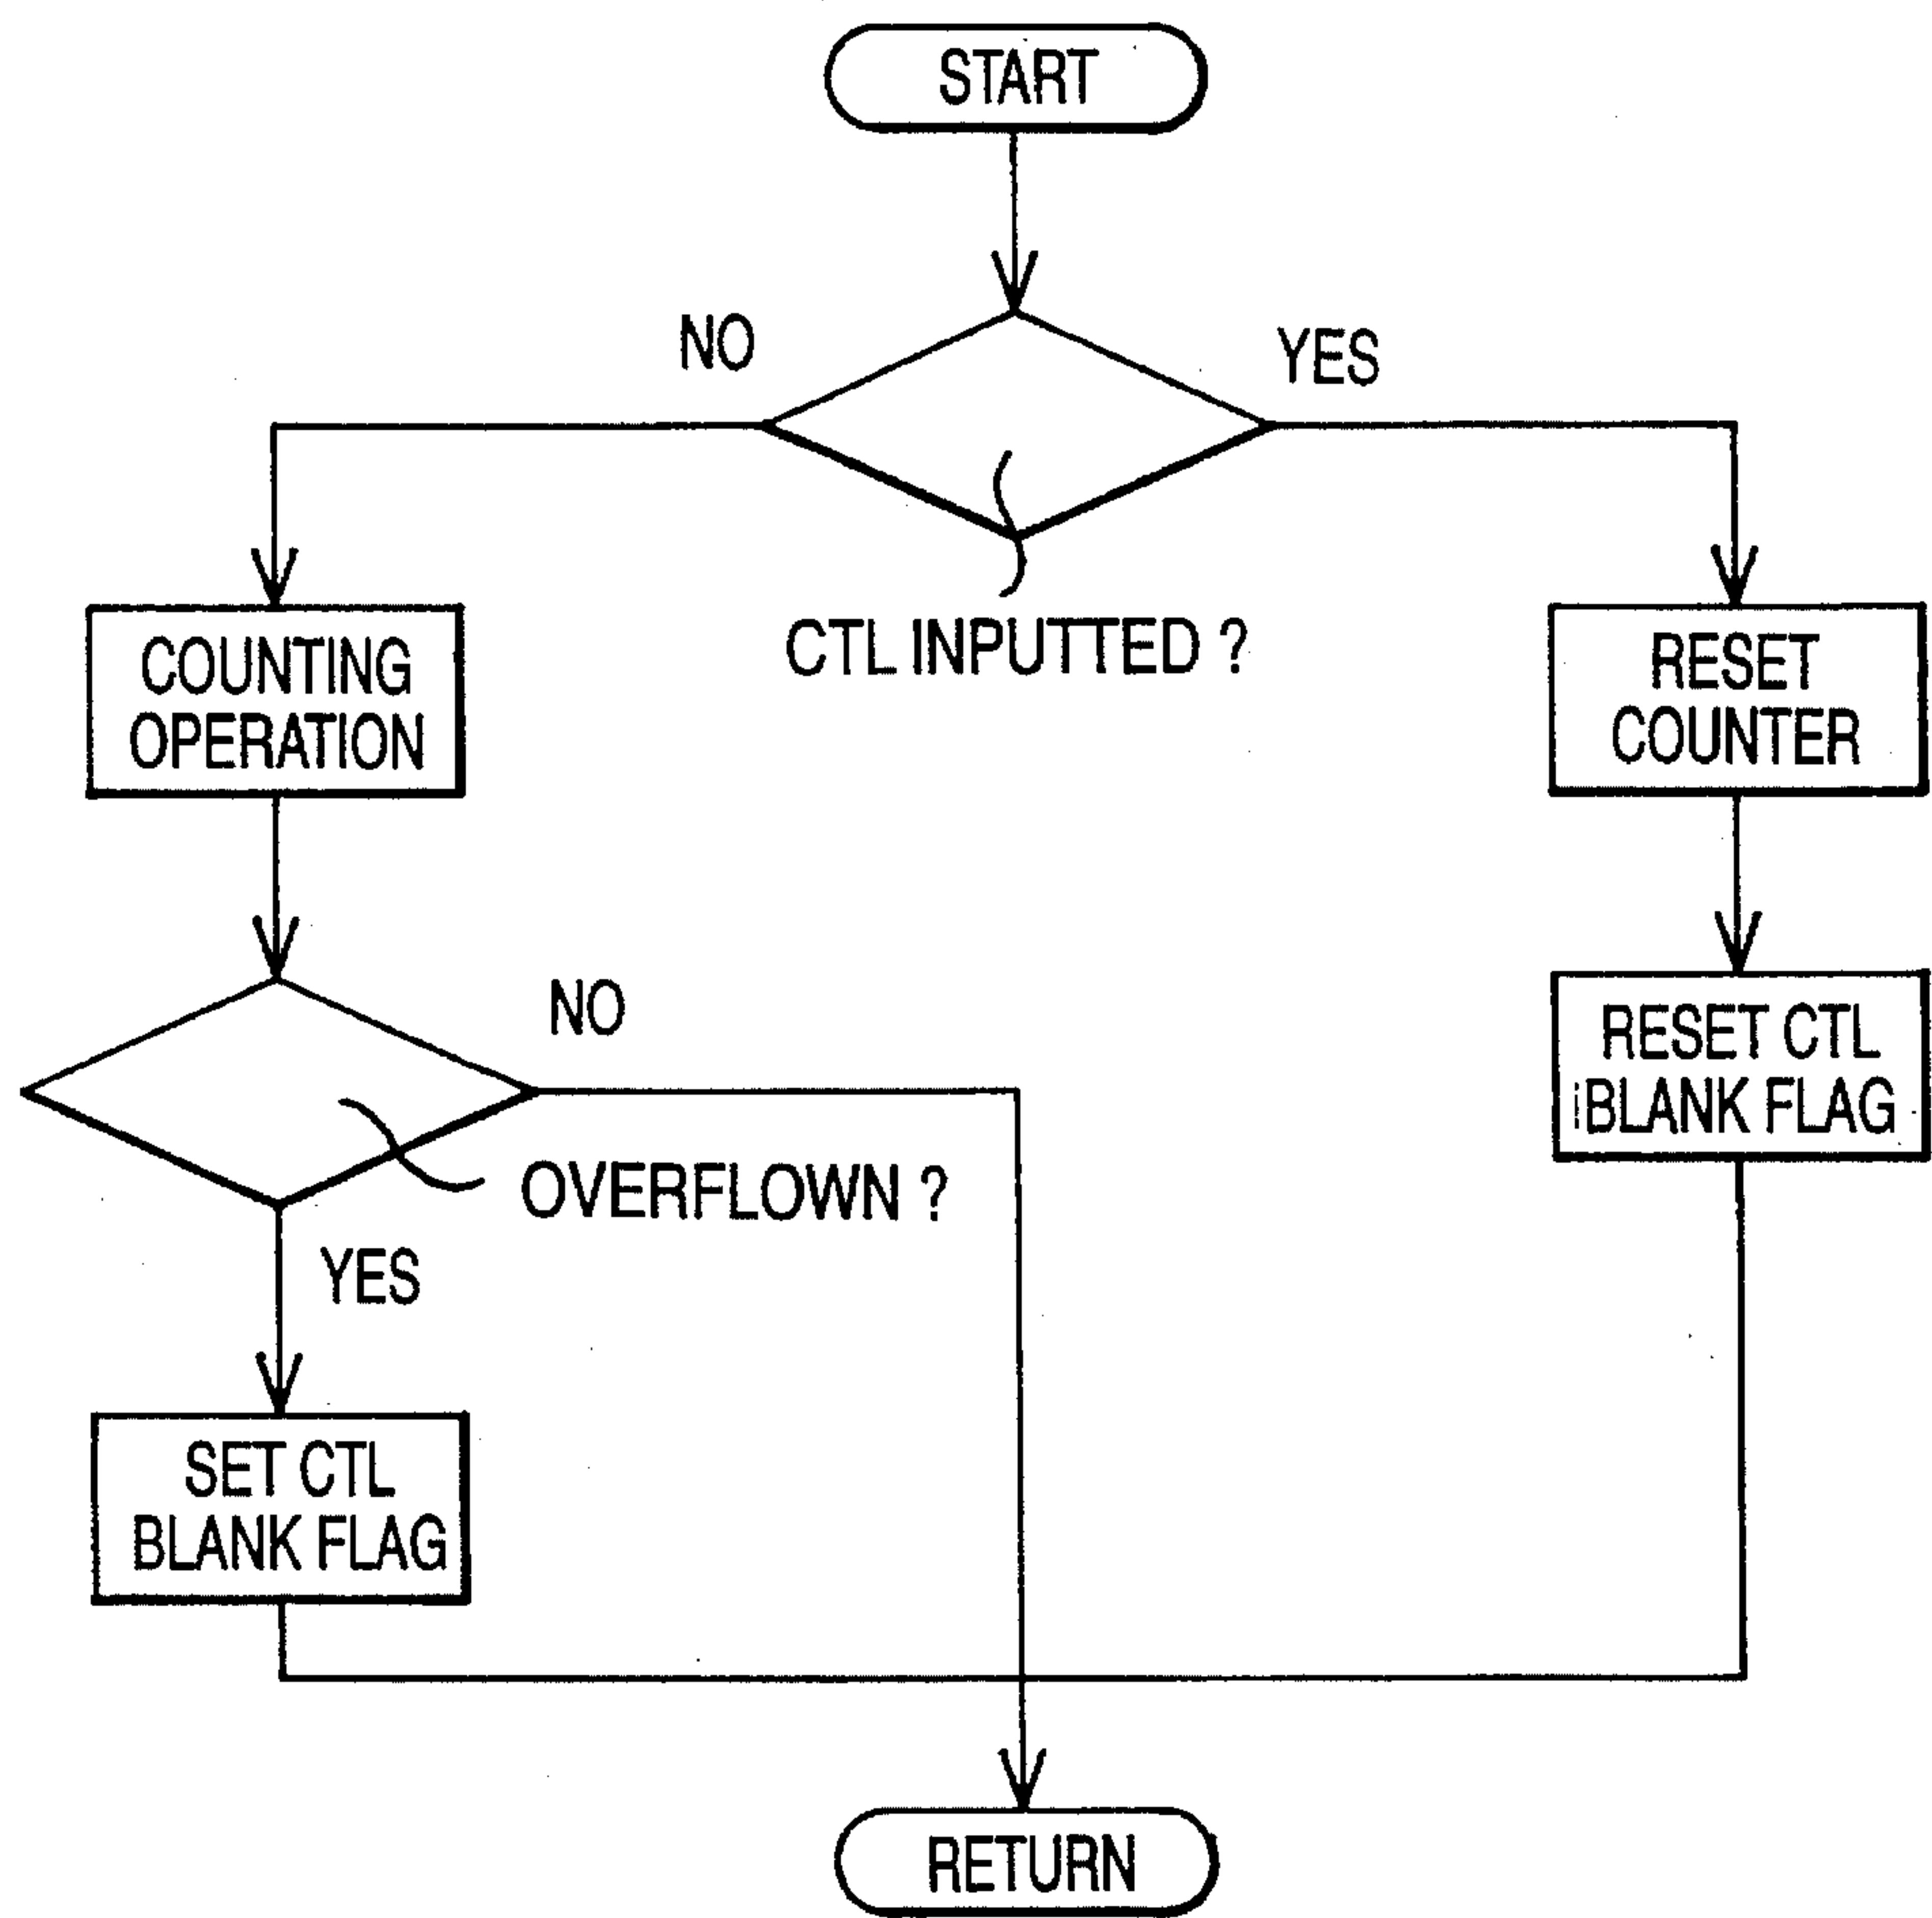 START
NO
YES
CTL INPUTTED ?
COUNTING
OPERATION
RESET
COUNTER
NO
OVERFLOWN ?
YES
RESET CTL
BLANK FLAG
SET CTL
BLANK FLAG
RETURN